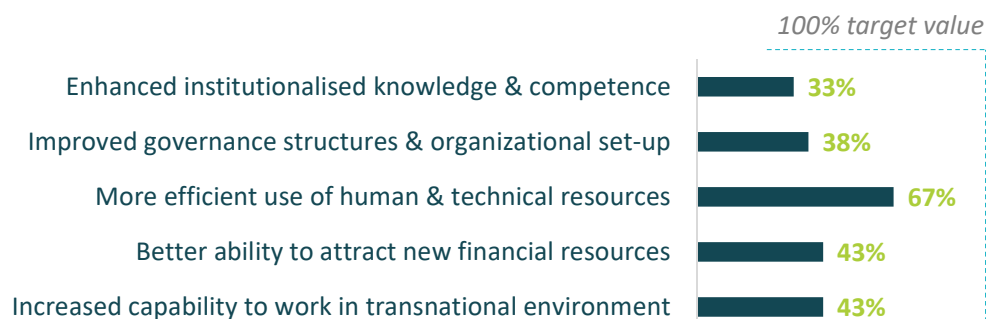 100% target value
Enhanced institutionalised knowledge & competence 33%
Improved governance structures & organizational set-up 38%
More efficient use of human & technical resources 67%
Better ability to attract new financial resources 43%
Increased capability to work in transnational environment 43%